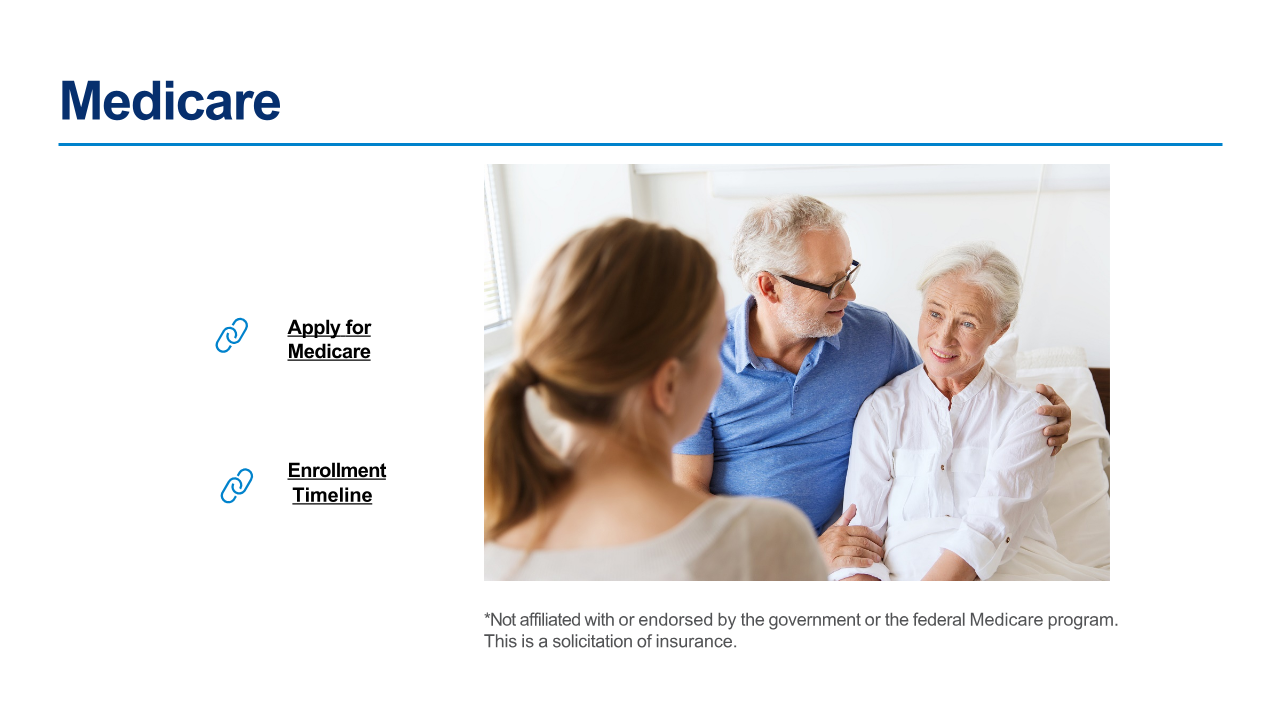 Medicare
Apply for
Medicare
Enrollment
Timeline
*Not affiliated with or endorsed by the government or the federal Medicare program.
This is a solicitation of insurance.